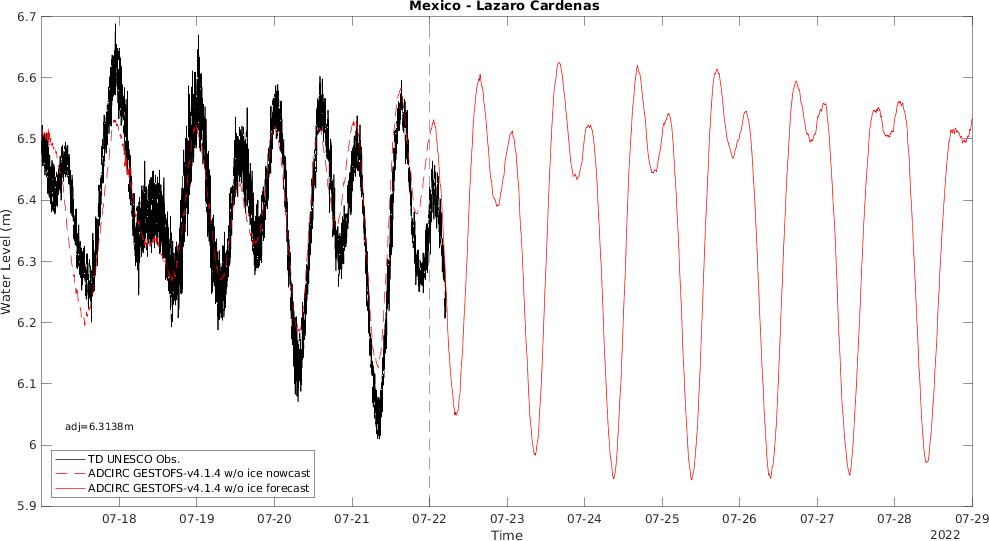 Mexico - Lazaro Cardenas
6.7
6.6
6.5
6.4
6.3
6.2
6.1
6
5.9
Water Level (m)
adj=6.3138m
TD UNESCO Obs.
ADCIRC GESTOFS-v4.1.4 w/o ice nowcast
ADCIRC GESTOFS-v4.1.4 w/o ice forecast
07-18 07-19 07-20 07-21 07-22 07-23 07-24 07-25 07-26 07-27 07-28 07-29
Time
2022